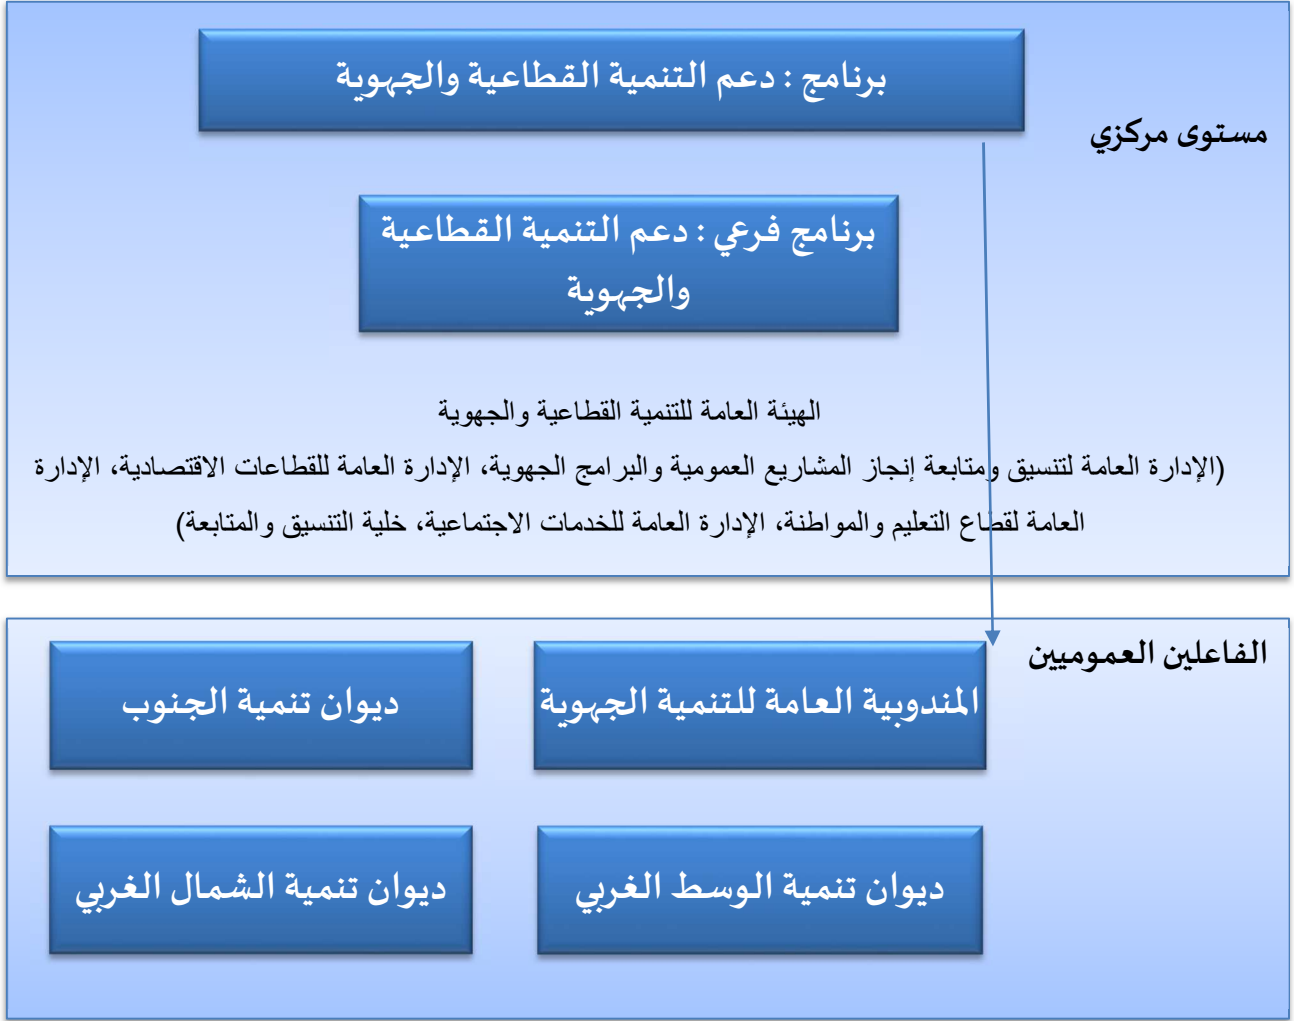 برنامج : دعم التنمية القطاعية والجهوية
مستوى مركزي
برنامج فرعي : دعم التنمية القطاعية
والجهوية
الهيئة العامة للتنمية القطاعية والجهوية
(الإدارة العامة لتنسيق ومتابعة إنجاز المشاريع العمومية والبرامج الجهوية، الإدارة العامة للقطاعات الاقتصادية، الإدارة
العامة لقطاع التعليم والمواطنة، الإدارة العامة للخدمات الاجتماعية، خلية التنسيق والمتابعة)
الفاعلين العموميين
المندوبية العامة للتنمية الجهوية
ديوان تنمية الجنوب
ديوان تنمية الوسط الغربي
ديوان تنمية الشمال الغربي